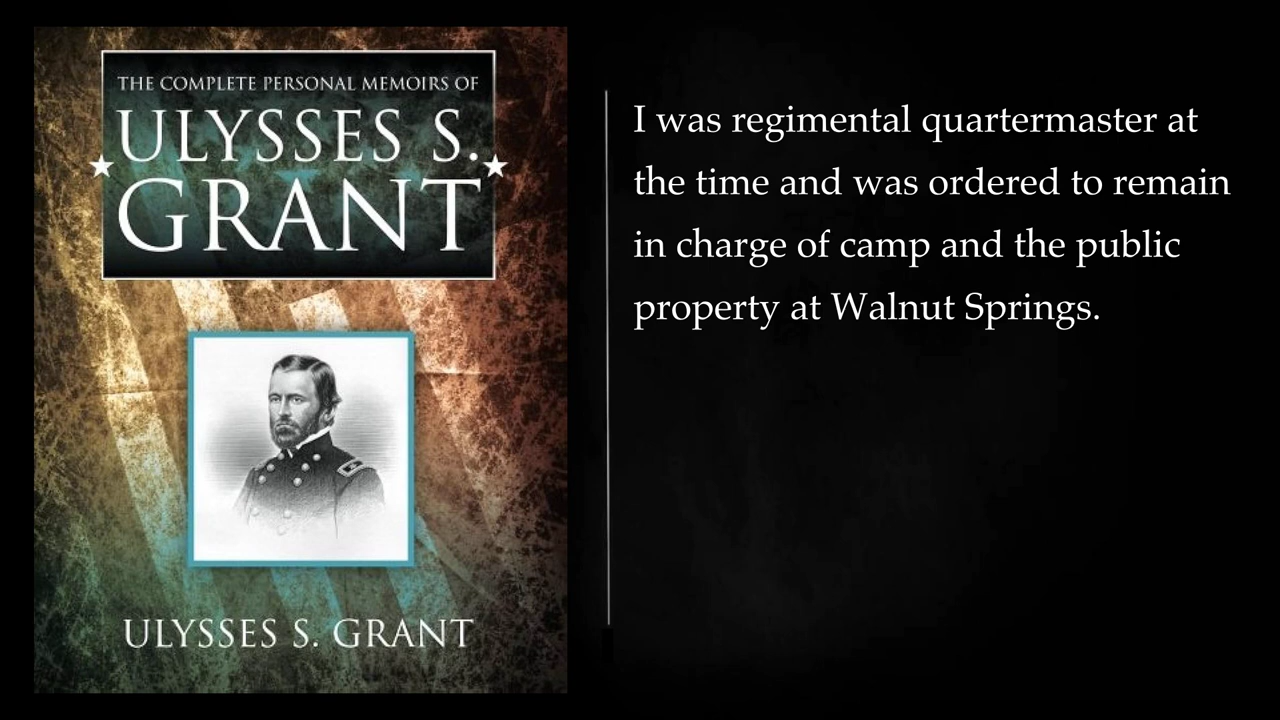 THE COMPLETE PERSONAL MEMOIRS OF
ULYSSES S.
GRANT
ULYSSES S. GRANT
I was regimental quartermaster at
the time and was ordered to remain
in charge of camp and the public
property at Walnut Springs.